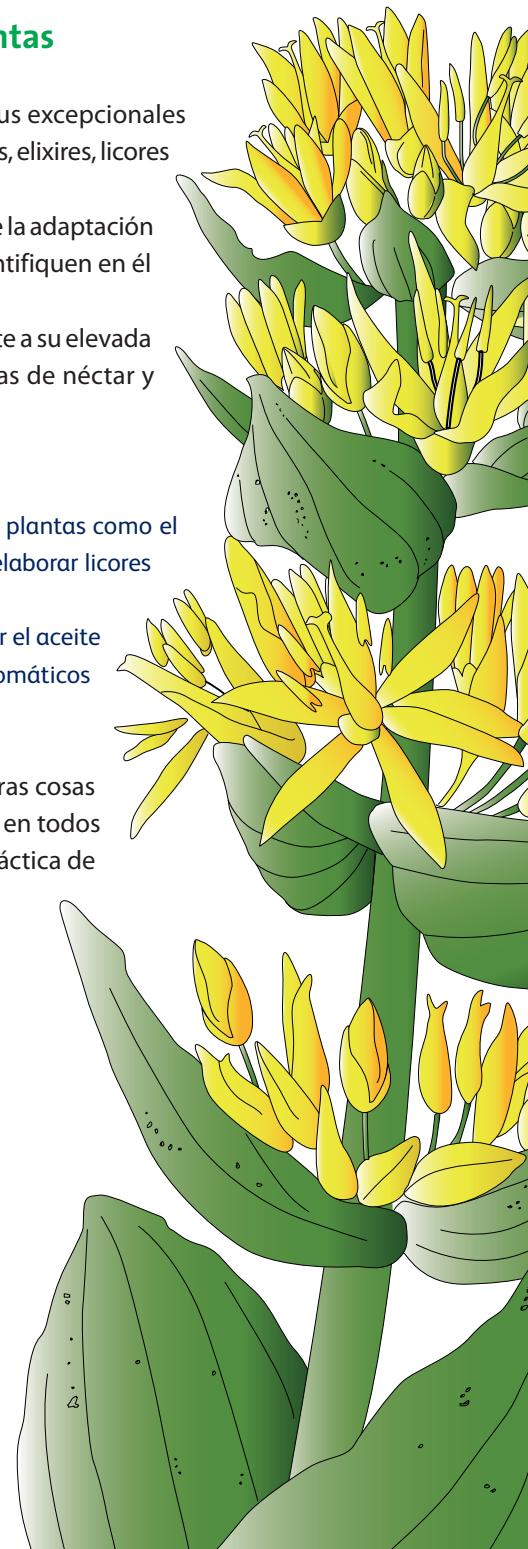 ntas
us excepcionales
s, elixires, licores
e la adaptación
ntifiquen en él
te a su elevada
as de néctar y
plantas como el
elaborar licores
r el aceite
omáticos
ras cosas
en todos
áctica de